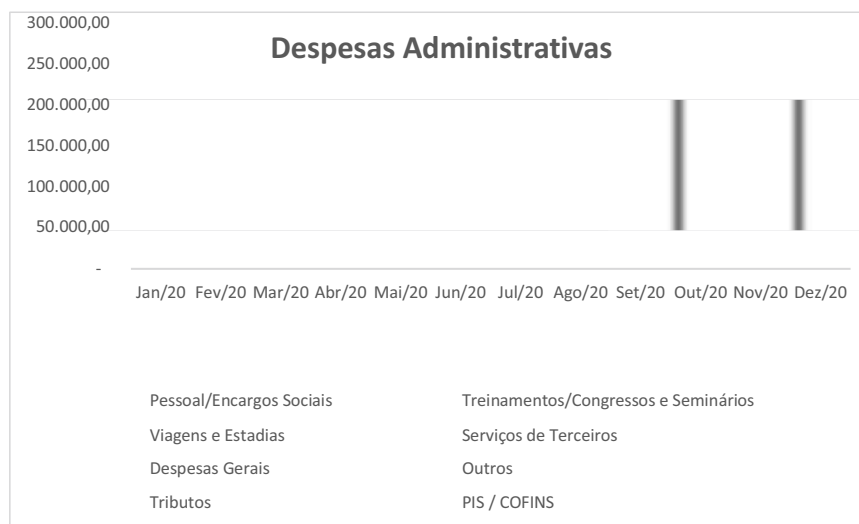 Despesas Administrativas
300.000,00
250.000,00
200.000,00
150.000,00
100.000,00
50.000,00
-
Jan/20 Fev/20 Mar/20 Abr/20 Mai/20 Jun/20 Jul/20 Ago/20 Set/20 Out/20 Nov/20 Dez/20
Pessoal/Encargos Sociais Treinamentos/Congressos e Seminários
Viagens e Estadias Serviços de Terceiros
Despesas Gerais Outros
Tributos PIS / COFINS